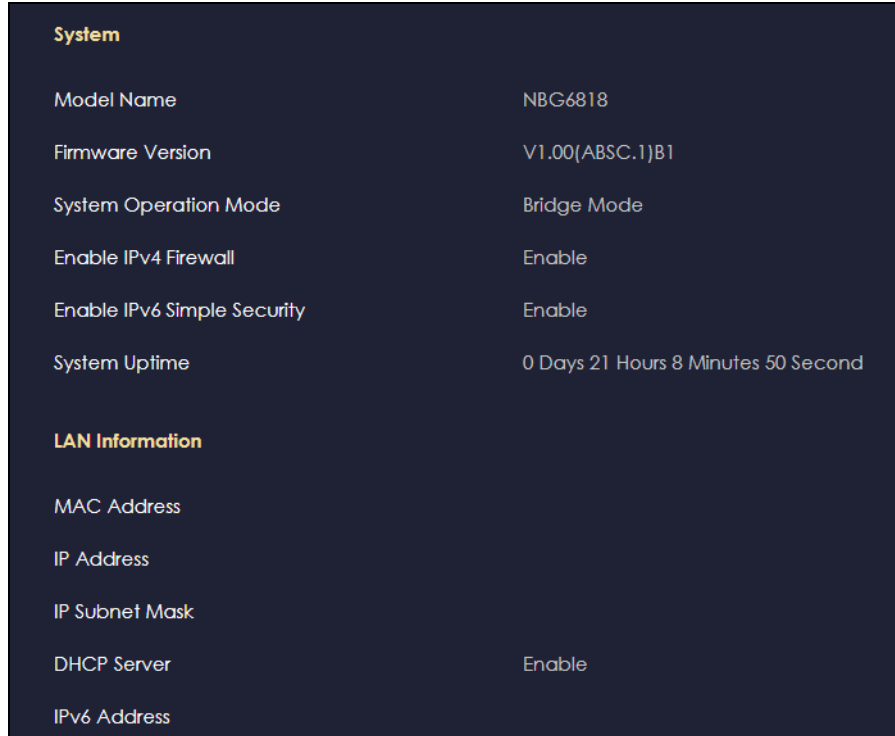 System
Model Name NBG6818
Firmware Version V1.00(ABSC.1)B1
System Operation Mode Bridge Mode
Enable IPv4 Firewall Enable
Enable IPv6 Simple Security Enable
System Uptime 0 Days 21 Hours 8 Minutes 50 Second
LAN Information
MAC Address
IP Address
IP Subnet Mask
DHCP Server Enable
IPv6 Address